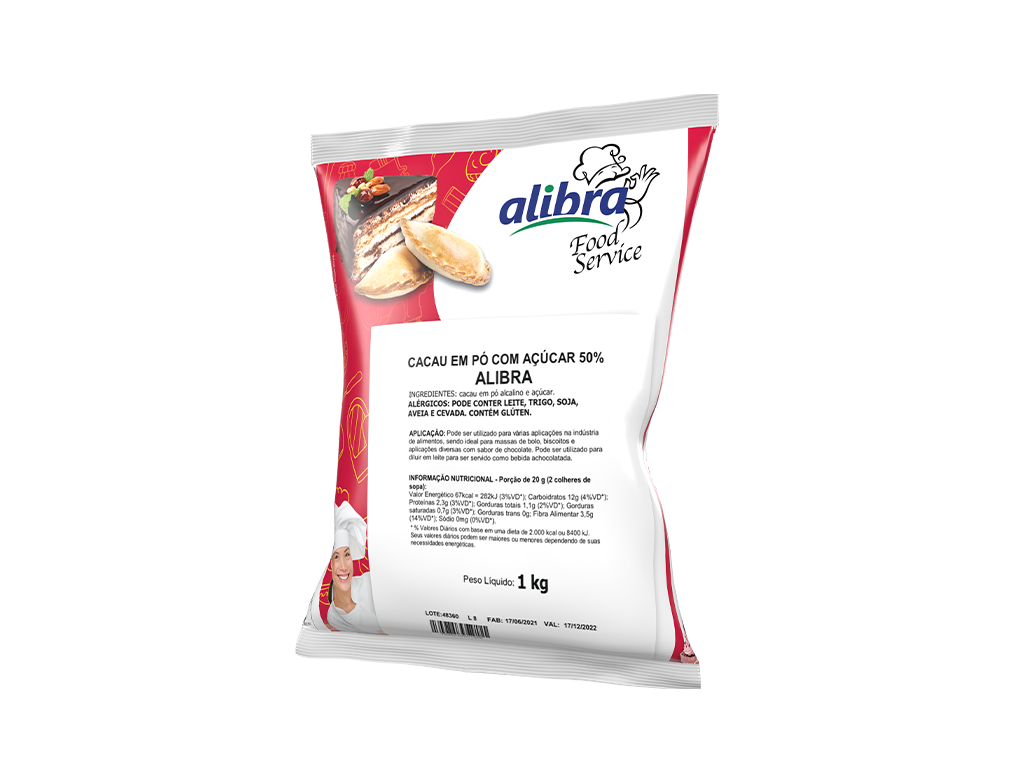 alibra
Food
Service
CACAU EM PÓ COM AÇÚCAR 50%
ALIBRA
INGREDIENTES: cacau em pó alcalino e açúcar.
ALÉRGICOS: PODE CONTER LEITE, TRIGO, SOJA,
AVEIA E CEVADA. CONTÉM GLÚTEN.
APLICAÇÃO: Pode ser utilizado para várias aplicações na indústria
de alimentos, sendo ideal para massas de bolo, biscoitos e
aplicações diversas com sabor de chocolate. Pode ser utilizado para
diluir em leite para ser servido como bebida achocolatada.
INFORMAÇÃO NUTRICIONAL - Porção de 20 g (2 colheres de
sopa):
Valor Energético 67kcal = 282kJ (3%VD*); Carboidratos 12g (4%VD*);
Proteínas 2,3g (3%VD*); Gorduras totais 1,1g (2%VD*); Gorduras
saturadas 0,7g (3%VD*); Gorduras trans 0g; Fibra Alimentar 3,5g
(14%VD*); Sódio 0mg (0%VD*).
* % Valores Diários com base em uma dieta de 2.000 kcal ou 8400 kJ.
Seus valores diários podem ser maiores ou menores dependendo de suas
necessidades energéticas.
Peso Líquido: 1 kg
LOTE:48360 L 8 FAB: 17/06/2021 VAL: 17/12/2022